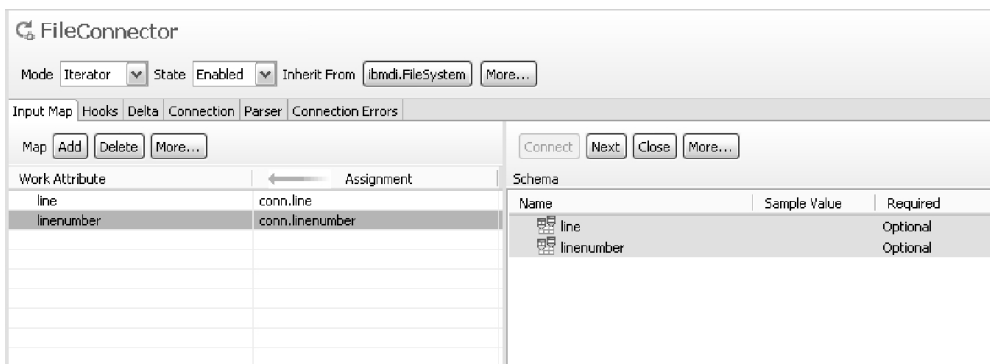 FileConnector
Mode Iterator State Enabled Inherit From ibmdi.FileSystem More...
Input Map Hooks Delta Connection Parser Connection Errors
Map Add Delete More...
Connect Next Close More...
Work Attribute Assignment
Schema
line conn.line
linenumber conn.linenumber
Name Sample Value Required
line Optional
linenumber Optional